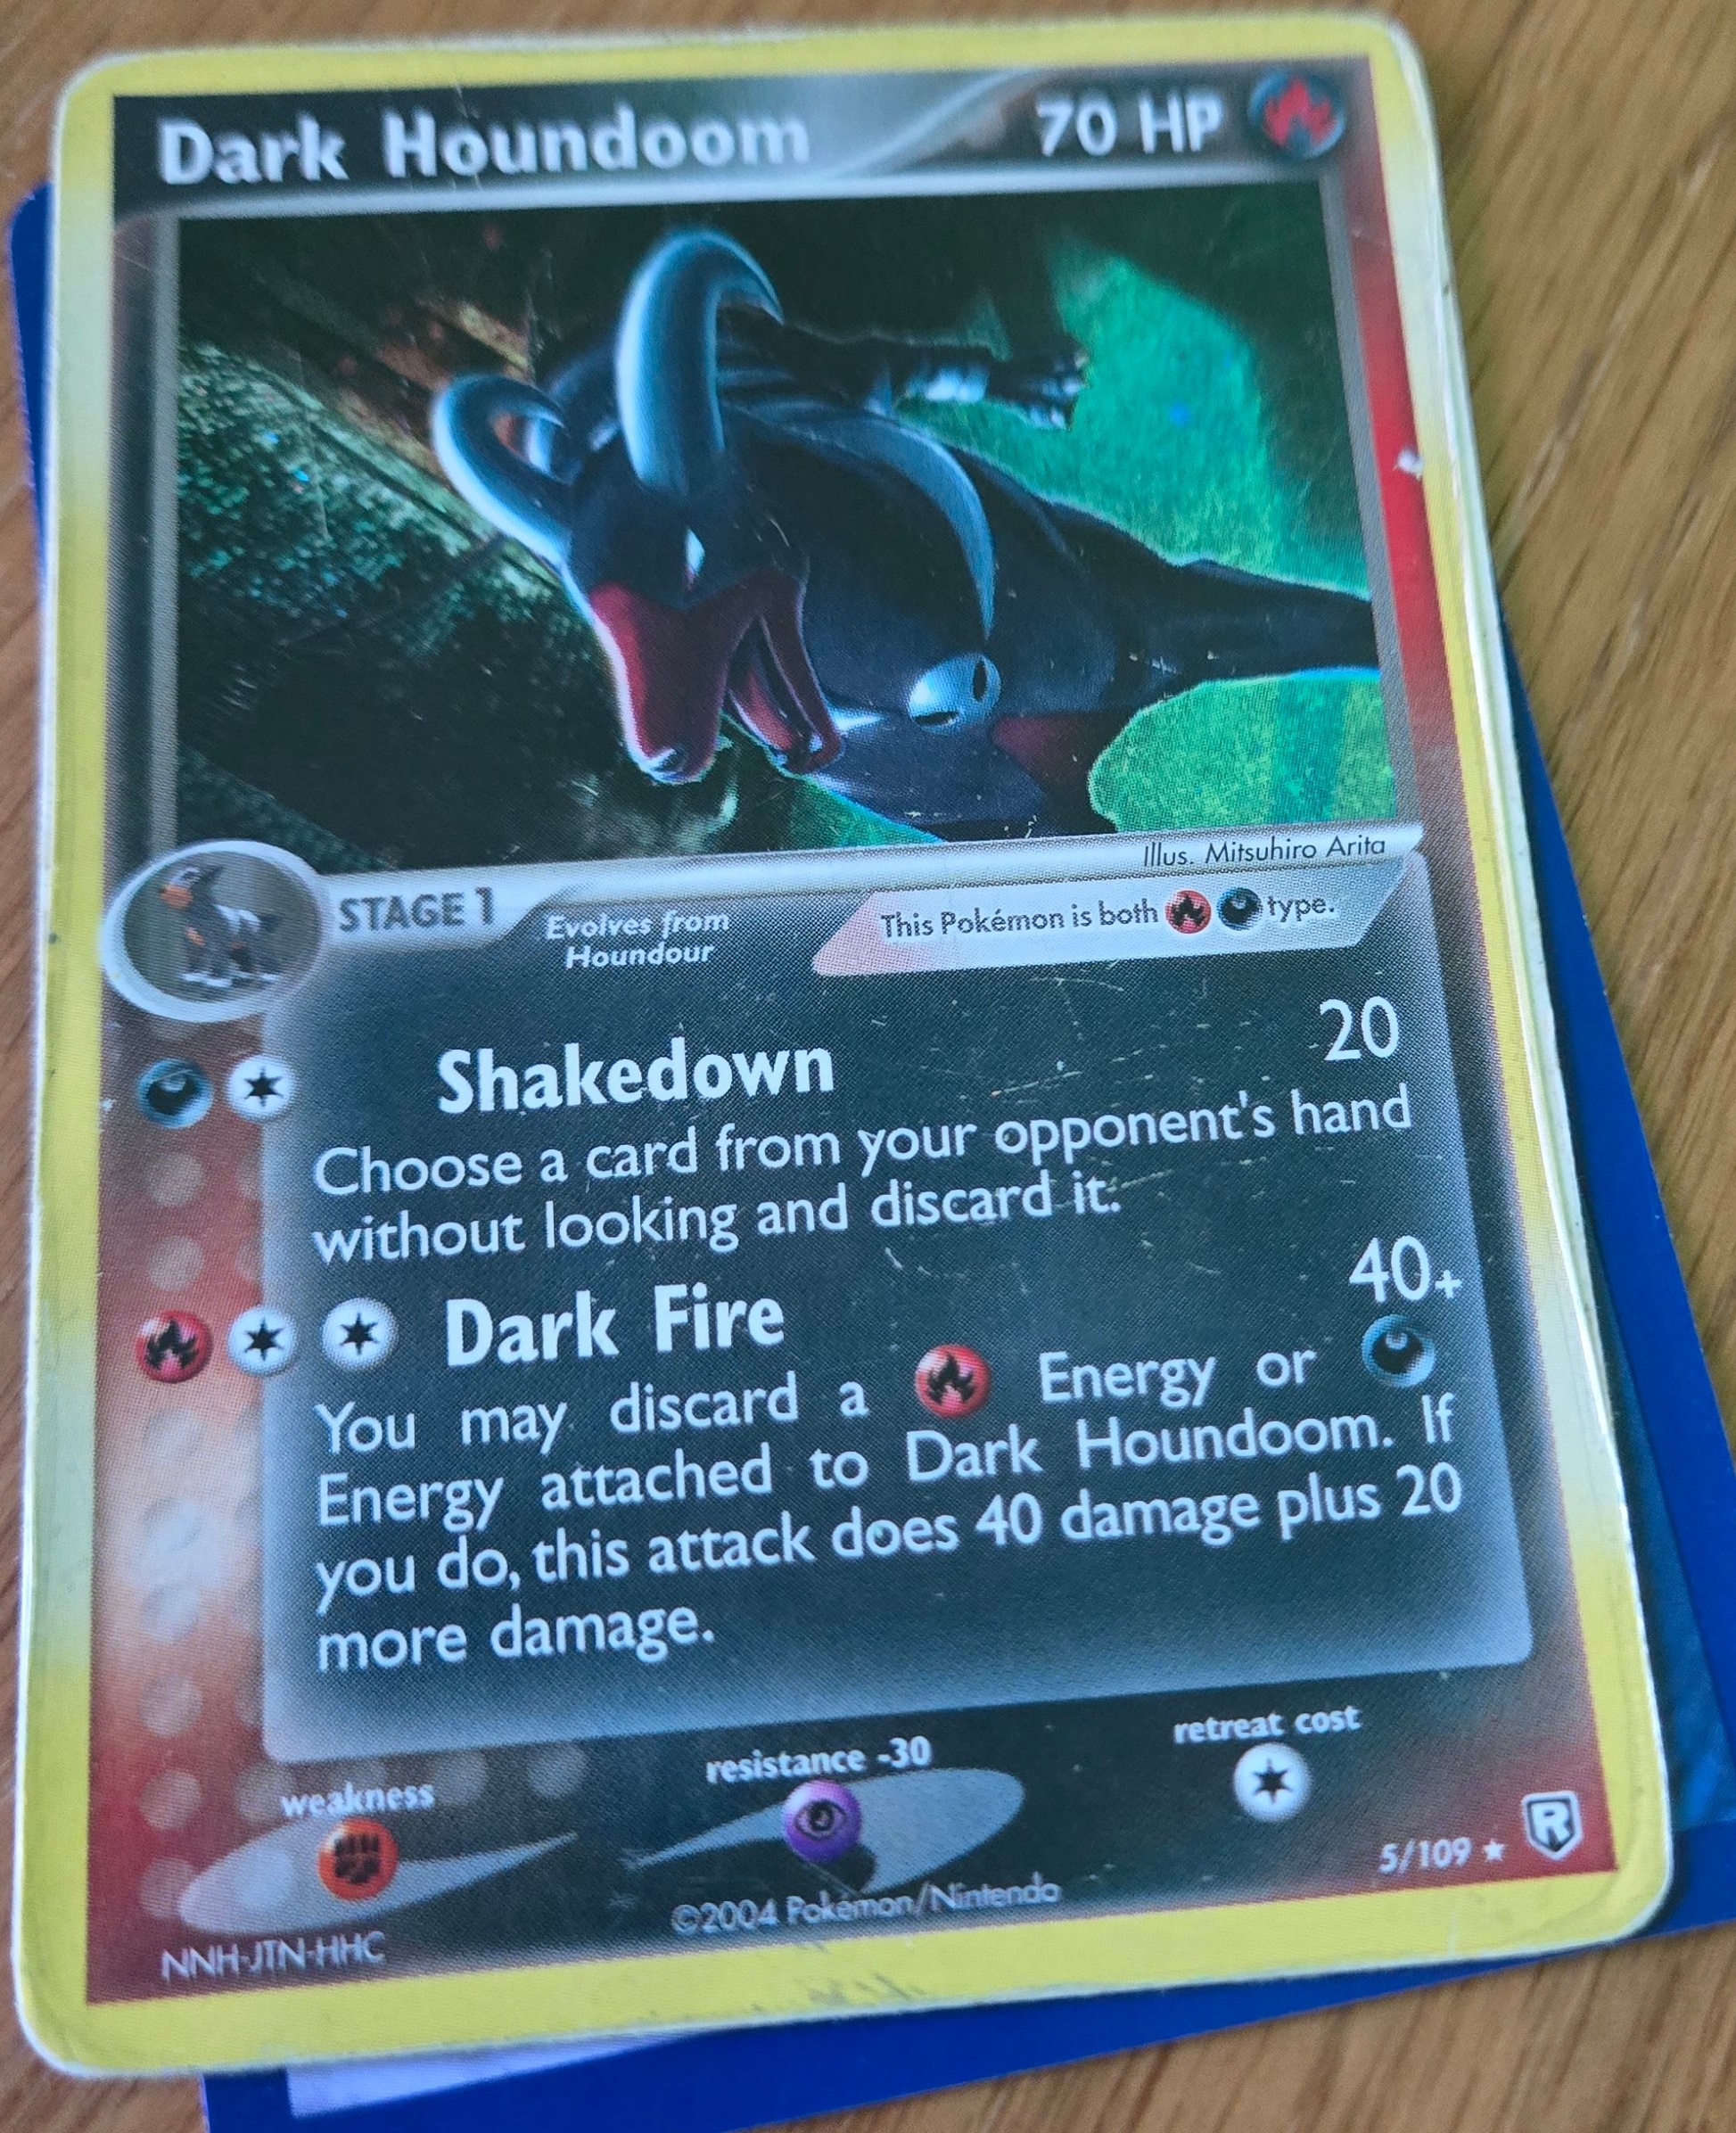 Dark Houndoom 70 HP
Illus. Mitsuhiro Arita
STAGE 1
Evolves from
Houndour
This Pokémon is both type.
Shakedown 20
Choose a card from your opponent's hand
without looking and discard it.
Dark Fire 40+
You may discard a Energy or
Energy attached to Dark Houndoom. If
you do, this attack does 40 damage plus 20
more damage.
weakness
resistance -30
retreat cost
5/109 ★ R
©2004 Pokémon/Nintendo
NNH-JTN-HHC